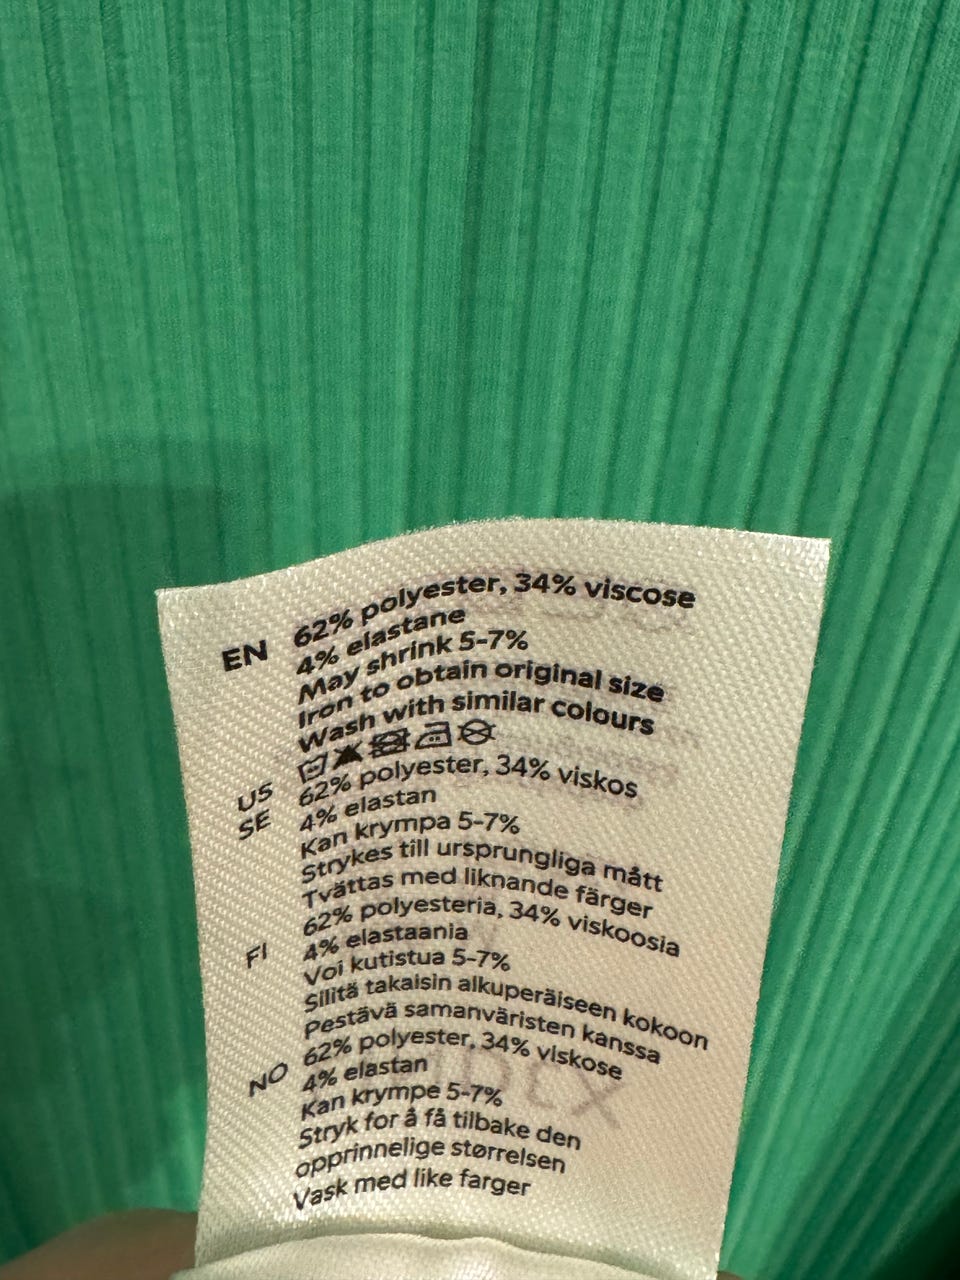 EN 62% polyester, 34% viscose
4% elastane
May shrink 5-7%
Iron to obtain original size
Wash with similar colours
US
SE 62% polyester, 34% viskos
4% elastan
Kan krympa 5-7%
Strykes till ursprungliga mått
Tvättas med liknande färger
FI 62% polyesteria, 34% viskoosia
4% elastaania
Voi kutistua 5-7%
Silitä takaisin alkuperäiseen kokoon
Pestävä samanväristen kanssa
NO 62% polyester, 34% viskose
4% elastan
Kan krympe 5-7%
Stryk for å få tilbake den
opprinnelige størrelsen
Vask med like farger